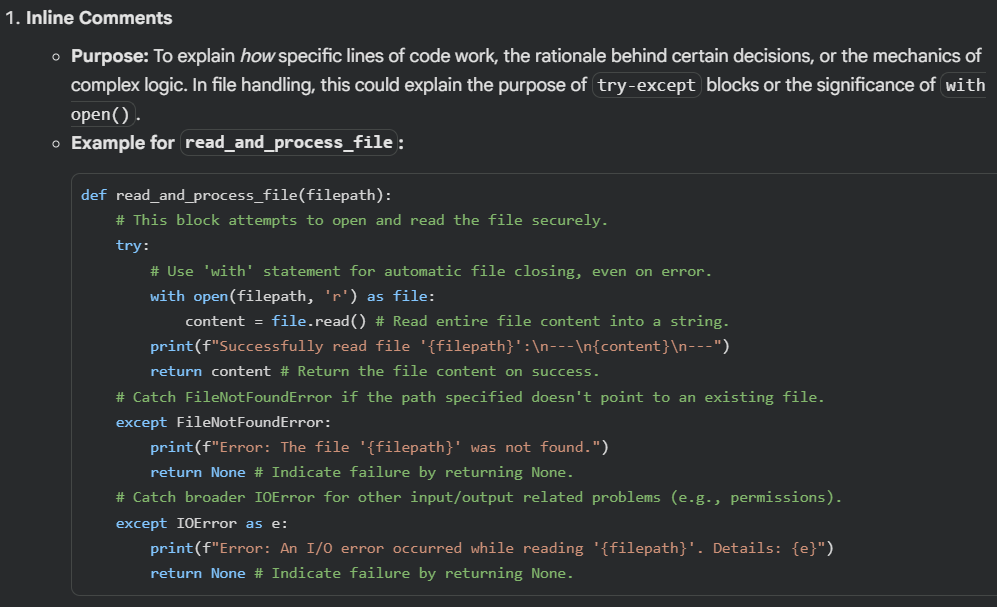 1. Inline Comments
Purpose: To explain how specific lines of code work, the rationale behind certain decisions, or the mechanics of
complex logic. In file handling, this could explain the purpose of try-except blocks or the significance of with
open().
Example for read_and_process_file:
def read_and_process_file(filepath):
    # This block attempts to open and read the file securely.
    try:
        # Use 'with' statement for automatic file closing, even on error.
        with open(filepath, 'r') as file:
            content = file.read() # Read entire file content into a string.
        print(f"Successfully read file '{filepath}':\n---\n{content}\n---")
        return content # Return the file content on success.
    # Catch FileNotFoundError if the path specified doesn't point to an existing file.
    except FileNotFoundError:
        print(f"Error: The file '{filepath}' was not found.")
        return None # Indicate failure by returning None.
    # Catch broader IOError for other input/output related problems (e.g., permissions).
    except IOError as e:
        print(f"Error: An I/O error occurred while reading '{filepath}'. Details: {e}")
        return None # Indicate failure by returning None.